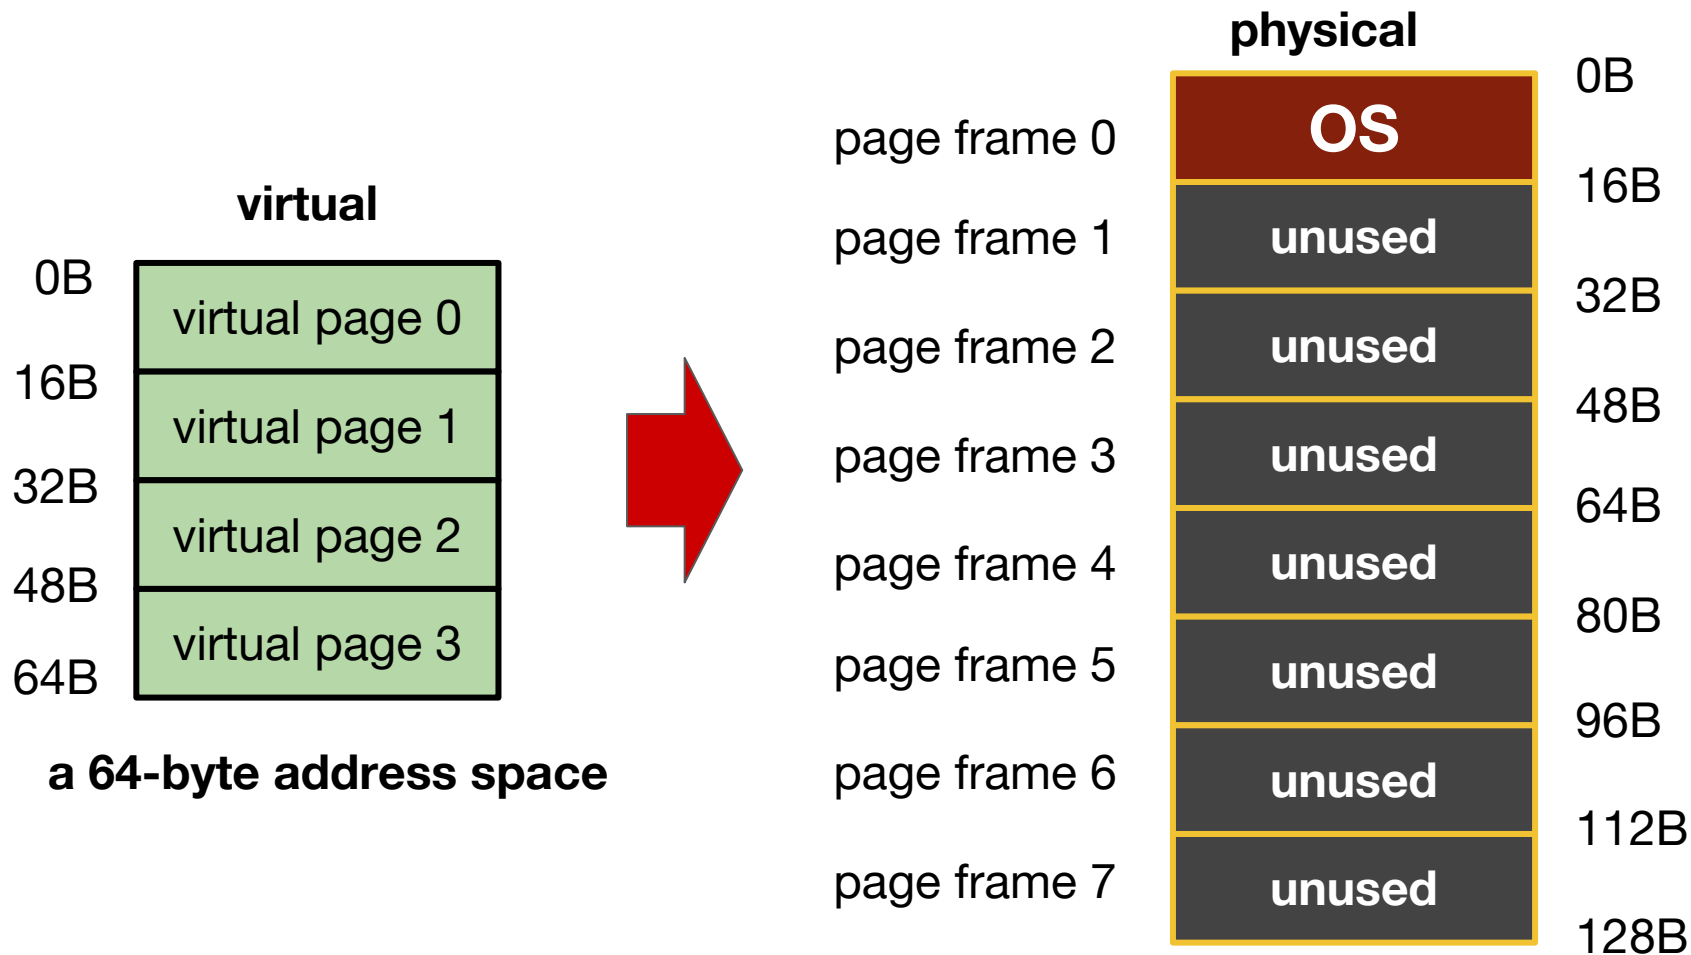 physical
0B
page frame 0
OS
16B
virtual
page frame 1
unused
0B
virtual page 0
32B
page frame 2
unused
16B
virtual page 1
48B
page frame 3
unused
32B
virtual page 2
64B
page frame 4
unused
48B
virtual page 3
80B
page frame 5
unused
64B
96B
a 64-byte address space
page frame 6
unused
112B
page frame 7
unused
128B